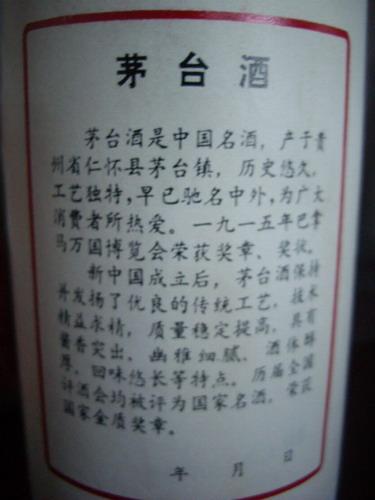 茅台酒
茅台酒是中国名酒，产于贵
州省仁怀县茅台镇，历史悠久，
工艺独特，早已驰名中外，为广大
消费者所热爱。一九一五年巴拿
马万国博览会荣获奖章、奖状。
新中国成立后，茅台酒保持
并发扬了优良的传统工艺，技术
精益求精，质量稳定提高，具有
酱香突出、幽雅细腻、酒体醇
厚、回味悠长等特点。历届全国
评酒会均被评为国家名酒，荣获
国家金质奖章。
年 月 日